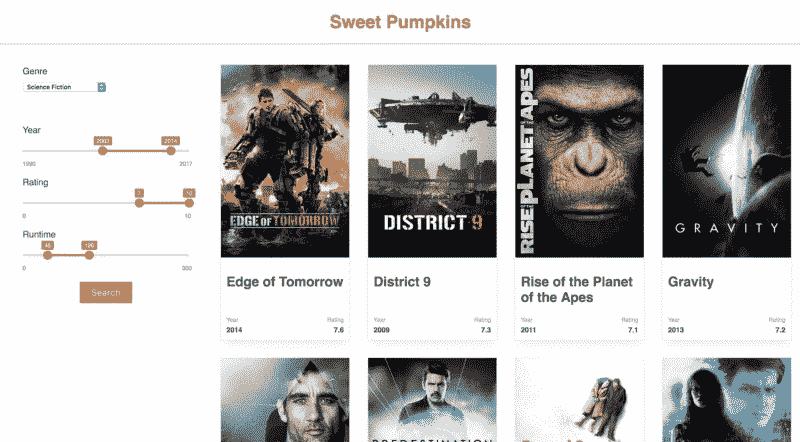 Sweet Pumpkins
Genre
Science Fiction
Year
2014
1990
2017
Rating
7
10
0
10
Runtime
45
126
0
300
Search
EDGE OF TOMORROW
Edge of Tomorrow
Year
Rating
2014
7.6
DISTRICT 9
District 9
Year
Rating
2009
7.3
RISE OF THE PLANET OF THE APES
Rise of the Planet
of the Apes
Year
Rating
2011
7.1
GRAVITY
Gravity
Year
Rating
2013
7.2
PREDESTINATION